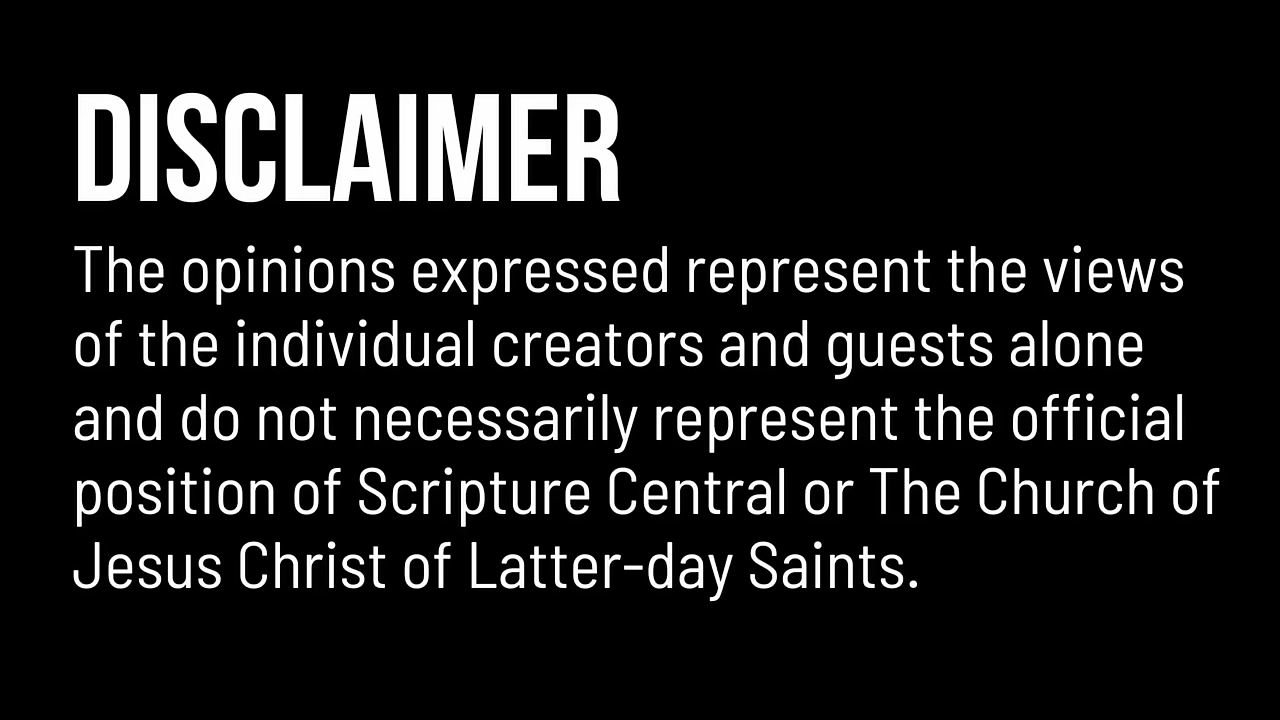 DISCLAIMER
The opinions expressed represent the views
of the individual creators and guests alone
and do not necessarily represent the official
position of Scripture Central or The Church of
Jesus Christ of Latter-day Saints.